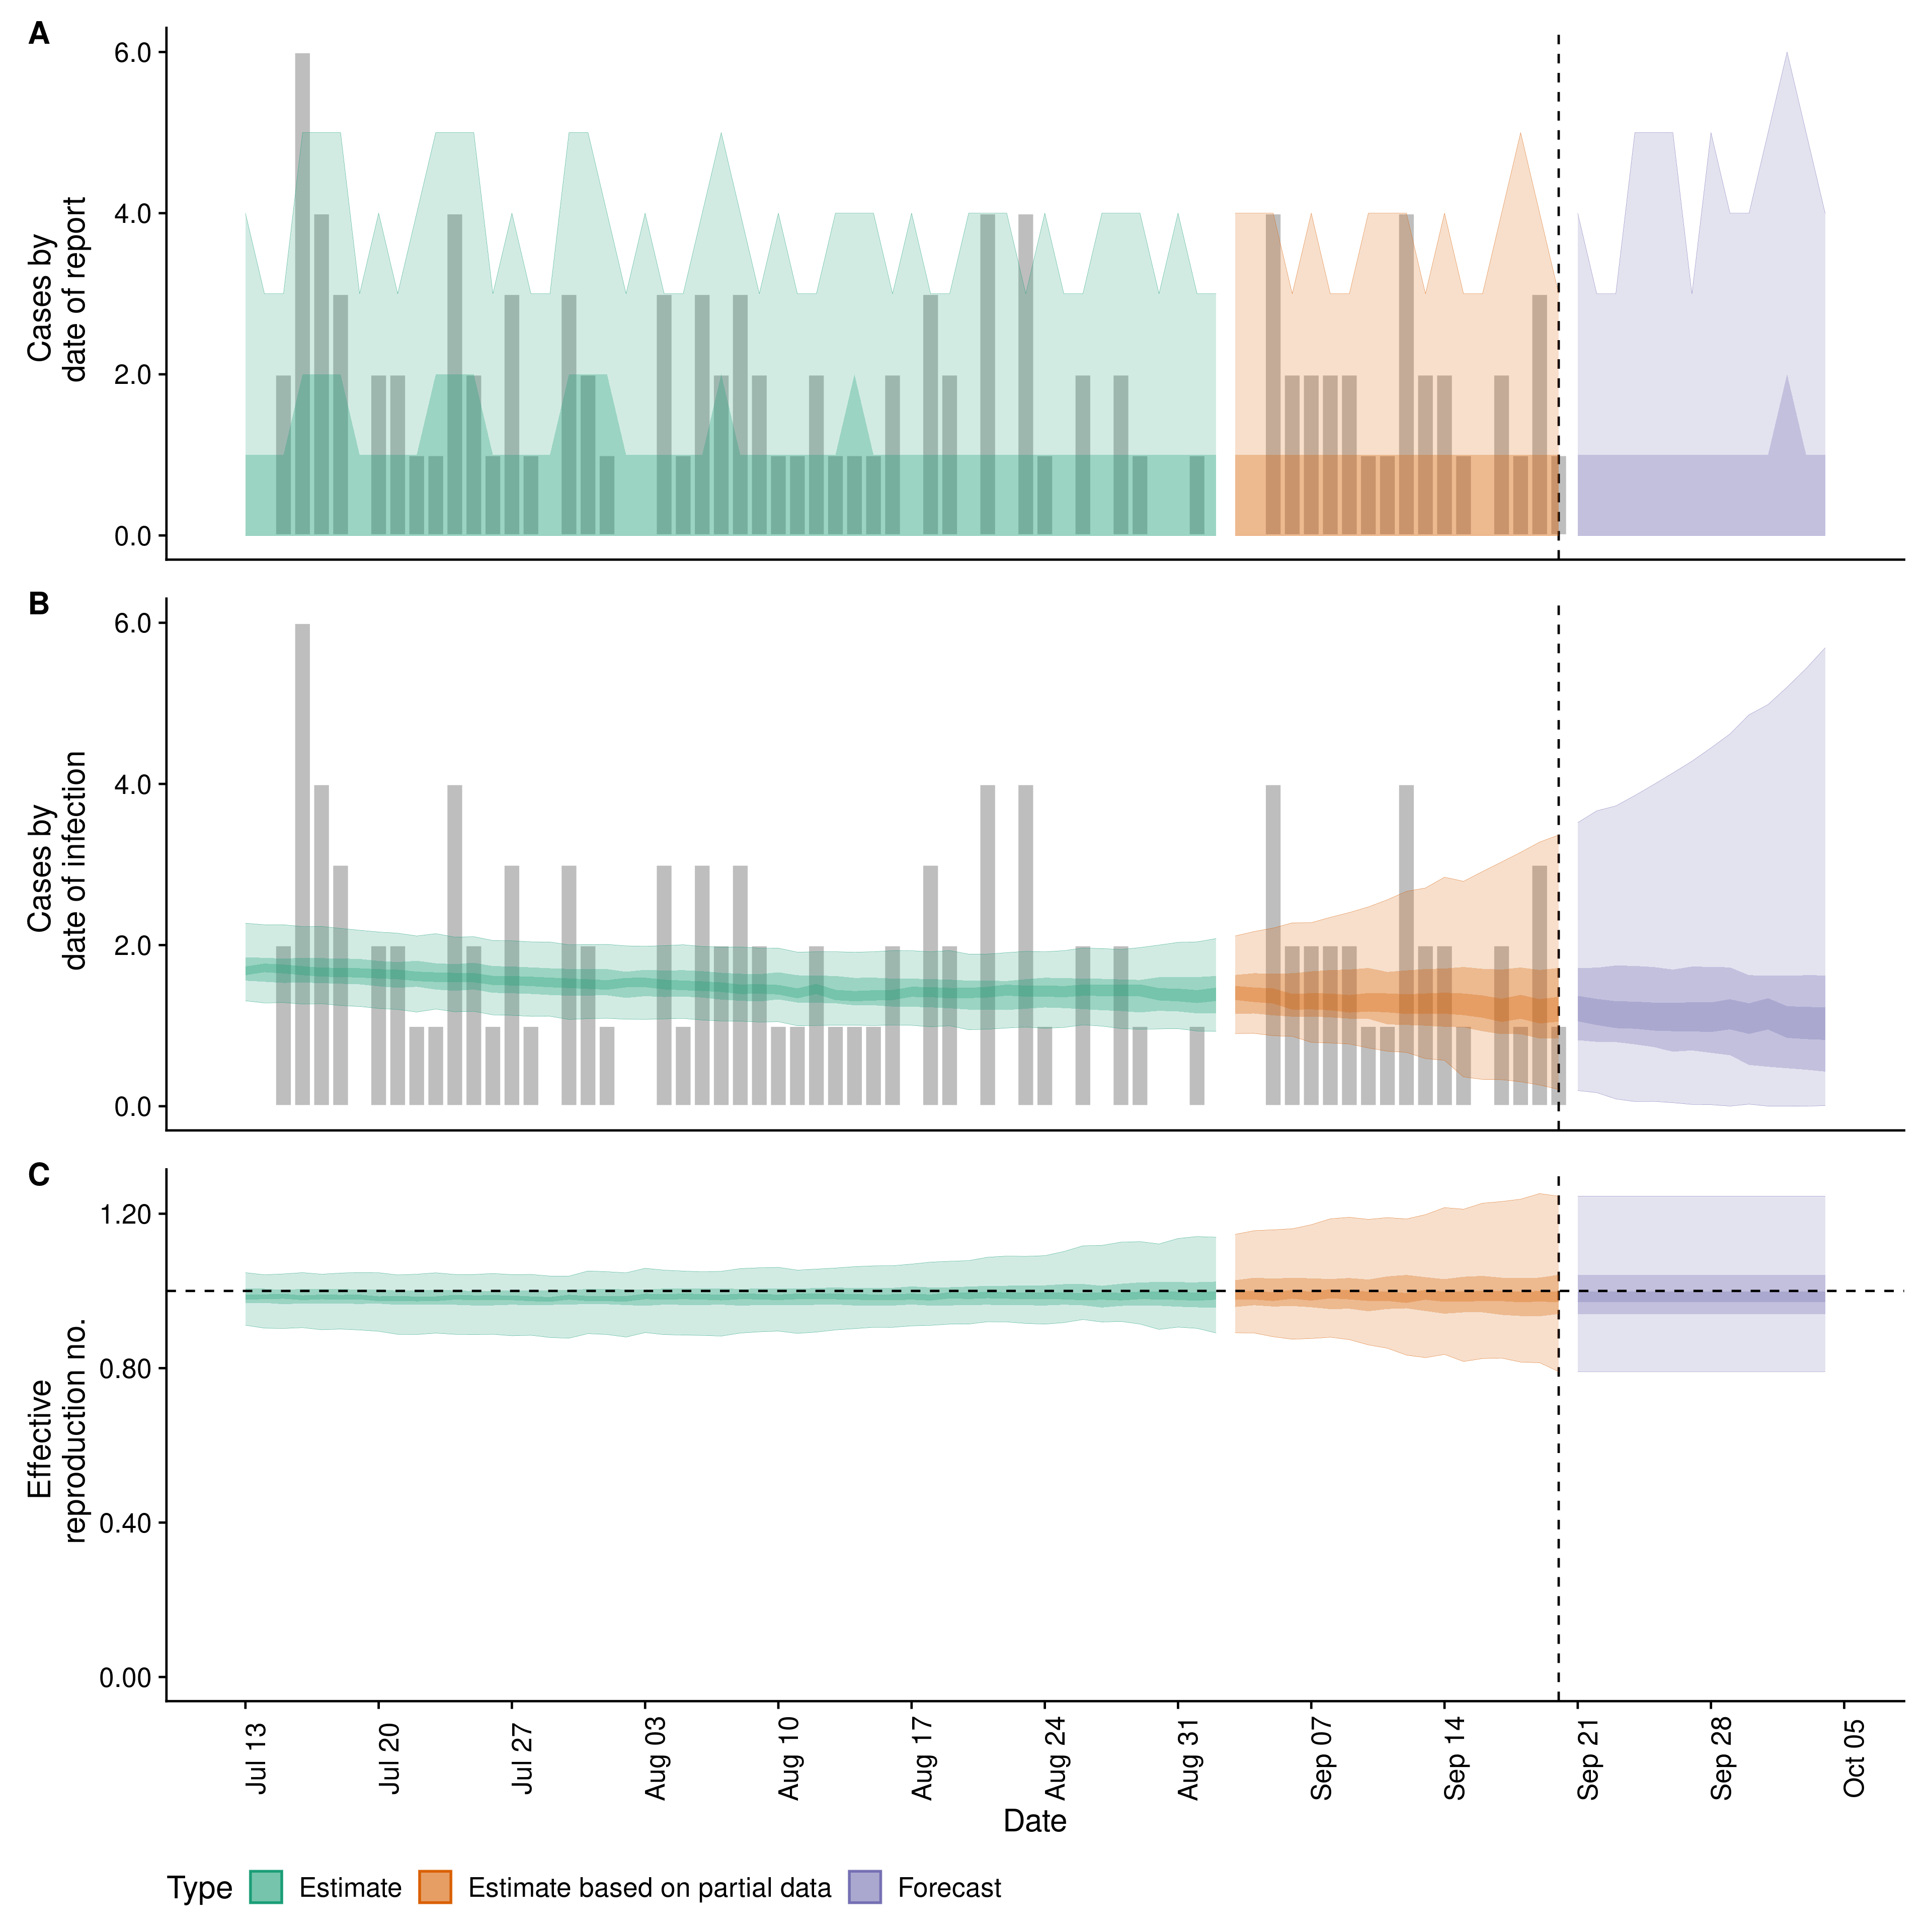 A
6.0
4.0
2.0
0.0
Cases by
date of report
B
6.0
4.0
2.0
0.0
Cases by
date of infection
C
1.20
0.80
0.40
0.00
Effective
reproduction no.
Jul 13
Jul 20
Jul 27
Aug 03
Aug 10
Aug 17
Aug 24
Aug 31
Sep 07
Sep 14
Sep 21
Sep 28
Oct 05
Date
Type Estimate Estimate based on partial data Forecast